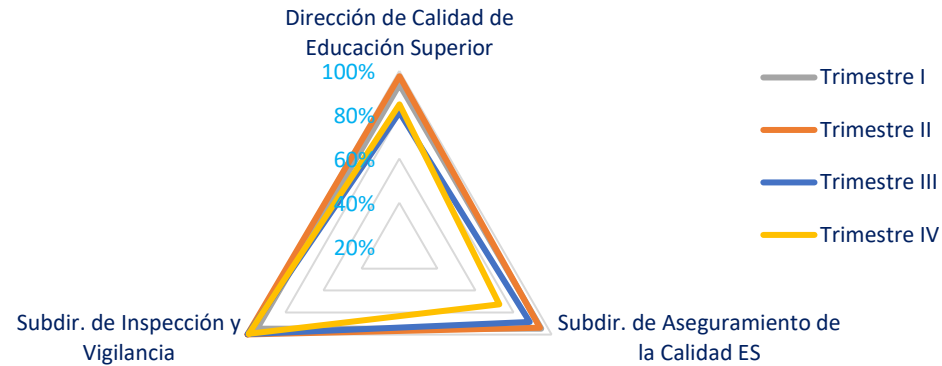 Dirección de Calidad de
Educación Superior
100%
80%
60%
40%
20%
Subdir. de Inspección y
Vigilancia
Subdir. de Aseguramiento de
la Calidad ES
Trimestre I
Trimestre II
Trimestre III
Trimestre IV